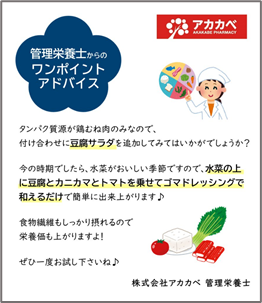 管理栄養士からの
ワンポイント
アドバイス
アカカベ
AKAKABE PHARMACY
タンパク質源が鶏むね肉のみなので、
付け合わせに豆腐サラダを追加してみてはいかがでしょうか?
今の時期でしたら、水菜がおいしい季節ですので、水菜の上
に豆腐とカニカマとトマトを乗せてゴマドレッシングで
和えるだけで簡単に出来上がります♪
食物繊維もしっかり摂れるので
栄養価も上がりますよ!
ぜひ一度お試し下さいね♪
株式会社アカカベ 管理栄養士